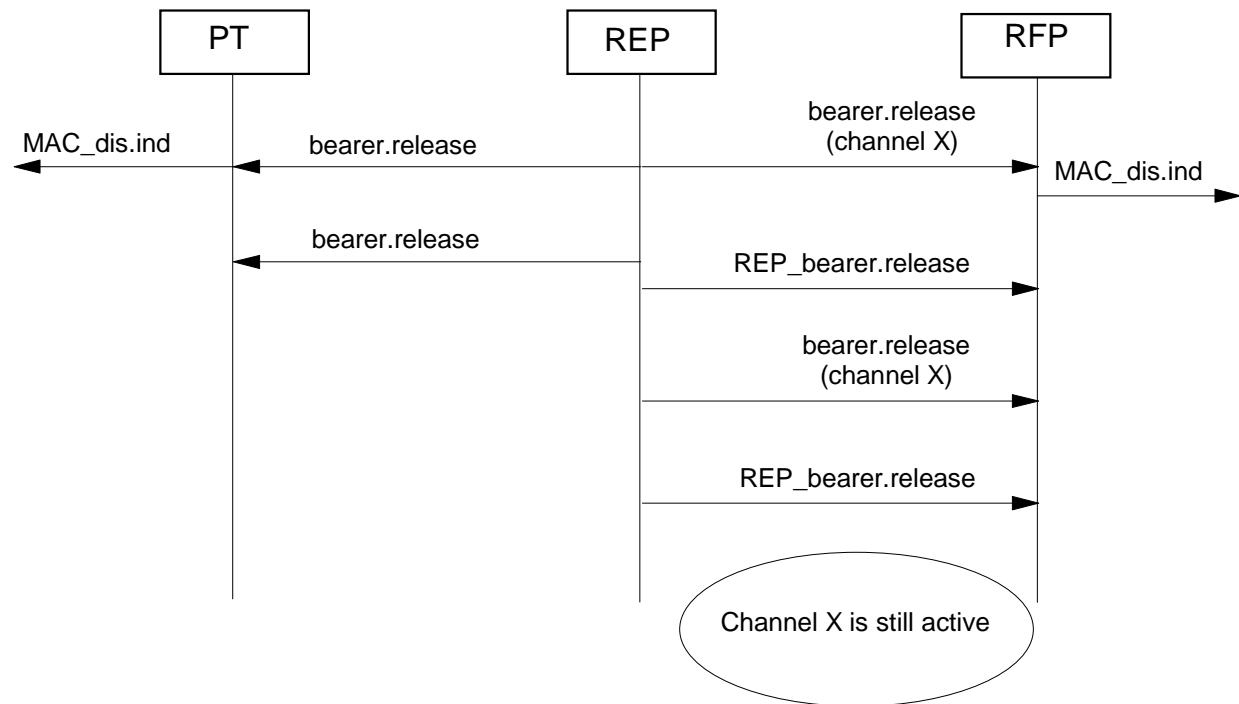 PT
REP
RFP
MAC_dis.ind
bearer.release
bearer.release
(channel X)
MAC_dis.ind
bearer.release
REP_bearer.release
bearer.release
(channel X)
REP_bearer.release
Channel X is still active